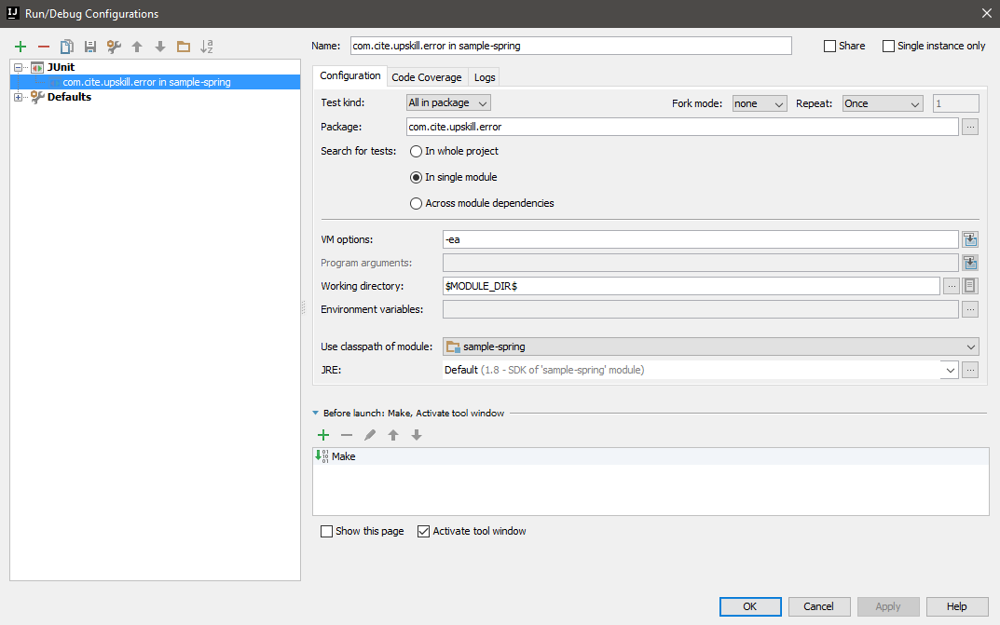 IJ Run/Debug Configurations
Name: com.cite.upskill.error in sample-spring Share Single instance only
JUnit
com.cite.upskill.error in sample-spring
Defaults
Configuration Code Coverage Logs
Test kind: All in package Fork mode: none Repeat: Once 1
Package: com.cite.upskill.error ...
Search for tests: In whole project
In single module
Across module dependencies
VM options: -ea
Program arguments:
Working directory: $MODULE_DIR$ ...
Environment variables: ...
Use classpath of module: sample-spring
JRE: Default (1.8 - SDK of 'sample-spring' module) ...
Before launch: Make, Activate tool window
Make
Show this page Activate tool window
OK Cancel Apply Help